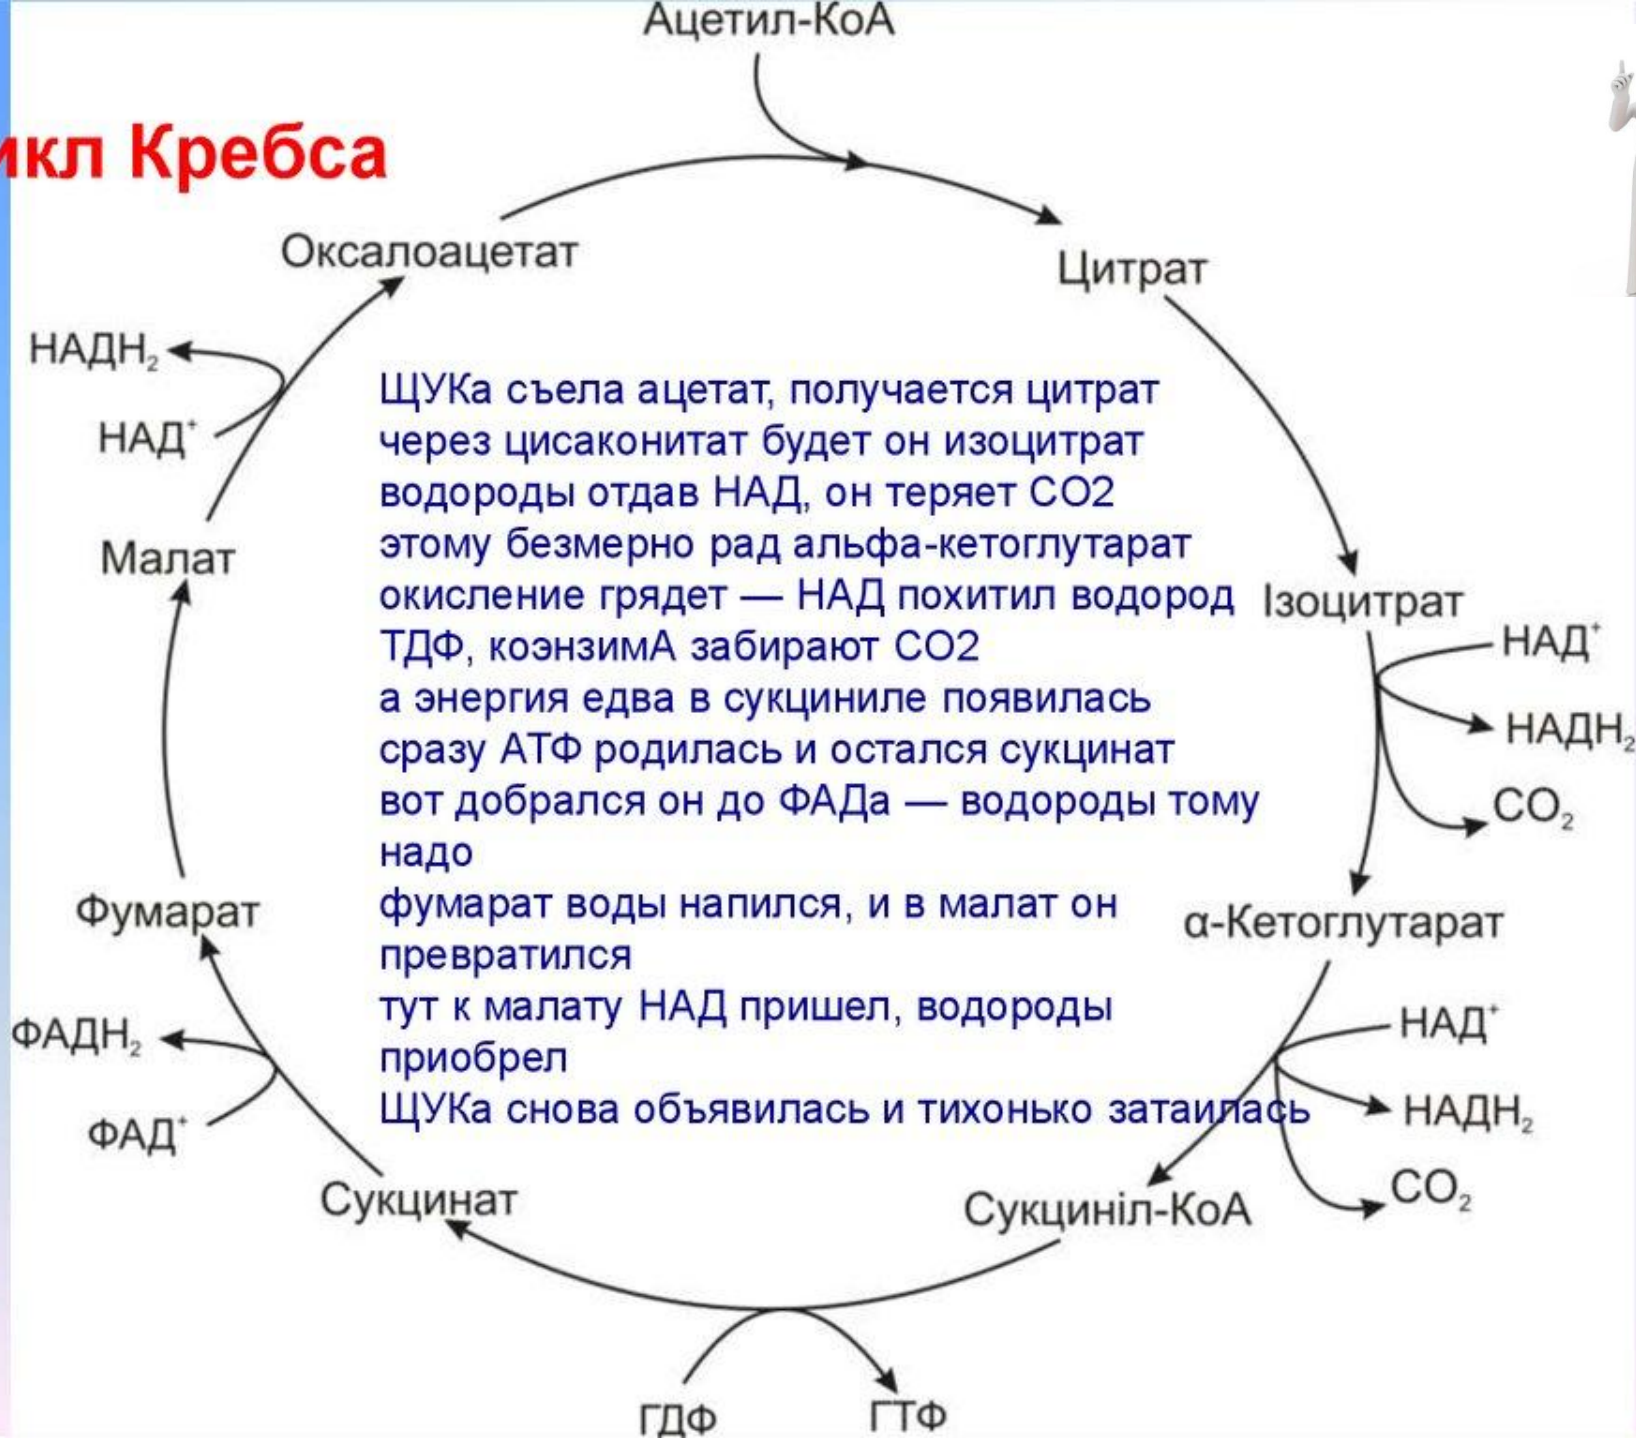 Ацетил-КоА
икл Кребса
Оксалоацетат
Цитрат
НАДН₂
НАД⁺
Малат
ЩУКа съела ацетат, получается цитрат
через цисаконитат будет он изоцитрат
водороды отдав НАД, он теряет СО2
этому безмерно рад альфа-кетоглутарат
окисление грядет — НАД похитил водород
ТДФ, коэнзимА забирают СО2
а энергия едва в сукциниле появилась
сразу АТФ родилась и остался сукцинат
вот добрался он до ФАДа — водороды тому
надо
фумарат воды напился, и в малат он
превратился
тут к малату НАД пришел, водороды
приобрел
ЩУКа снова объявилась и тихонько затаилась
Ізоцитрат
НАД⁺
НАДН₂
СО₂
α-Кетоглутарат
НАД⁺
НАДН₂
СО₂
Сукциніл-КоА
ГДФ
ГТФ
Сукцинат
ФАД⁺
ФАДН₂
Фумарат